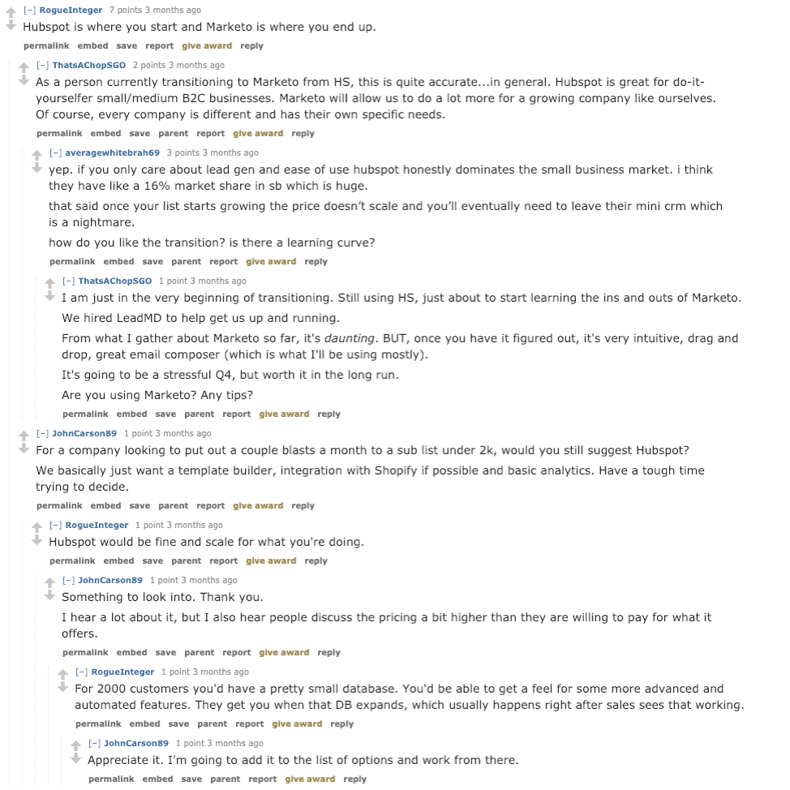 [–] RogueInteger 7 points 3 months ago
Hubspot is where you start and Marketo is where you end up.
permalink embed save report give award reply
[–] ThatsAChopSGO 2 points 3 months ago
As a person currently transitioning to Marketo from HS, this is quite accurate...in general. Hubspot is great for do-it-
yourselfer small/medium B2C businesses. Marketo will allow us to do a lot more for a growing company like ourselves.
Of course, every company is different and has their own specific needs.
permalink embed save parent report give award reply
[–] averagewhitebrah69 3 points 3 months ago
yep. if you only care about lead gen and ease of use hubspot honestly dominates the small business market. i think
they have like a 16% market share in sb which is huge.
that said once your list starts growing the price doesn’t scale and you’ll eventually need to leave their mini crm which
is a nightmare.
how do you like the transition? is there a learning curve?
permalink embed save parent report give award reply
[–] ThatsAChopSGO 1 point 3 months ago
I am just in the very beginning of transitioning. Still using HS, just about to start learning the ins and outs of Marketo.
We hired LeadMD to help get us up and running.
From what I gather about Marketo so far, it's daunting. BUT, once you have it figured out, it's very intuitive, drag and
drop, great email composer (which is what I'll be using mostly).
It's going to be a stressful Q4, but worth it in the long run.
Are you using Marketo? Any tips?
permalink embed save parent report give award reply
[–] JohnCarson89 1 point 3 months ago
For a company looking to put out a couple blasts a month to a sub list under 2k, would you still suggest Hubspot?
We basically just want a template builder, integration with Shopify if possible and basic analytics. Have a tough time
trying to decide.
permalink embed save parent report give award reply
[–] RogueInteger 1 point 3 months ago
Hubspot would be fine and scale for what you're doing.
permalink embed save parent report give award reply
[–] JohnCarson89 1 point 3 months ago
Something to look into. Thank you.
I hear a lot about it, but I also hear people discuss the pricing a bit higher than they are willing to pay for what it
offers.
permalink embed save parent report give award reply
[–] RogueInteger 1 point 3 months ago
For 2000 customers you'd have a pretty small database. You'd be able to get a feel for some more advanced and
automated features. They get you when that DB expands, which usually happens right after sales sees that working.
permalink embed save parent report give award reply
[–] JohnCarson89 1 point 3 months ago
Appreciate it. I'm going to add it to the list of options and work from there.
permalink embed save parent report give award reply